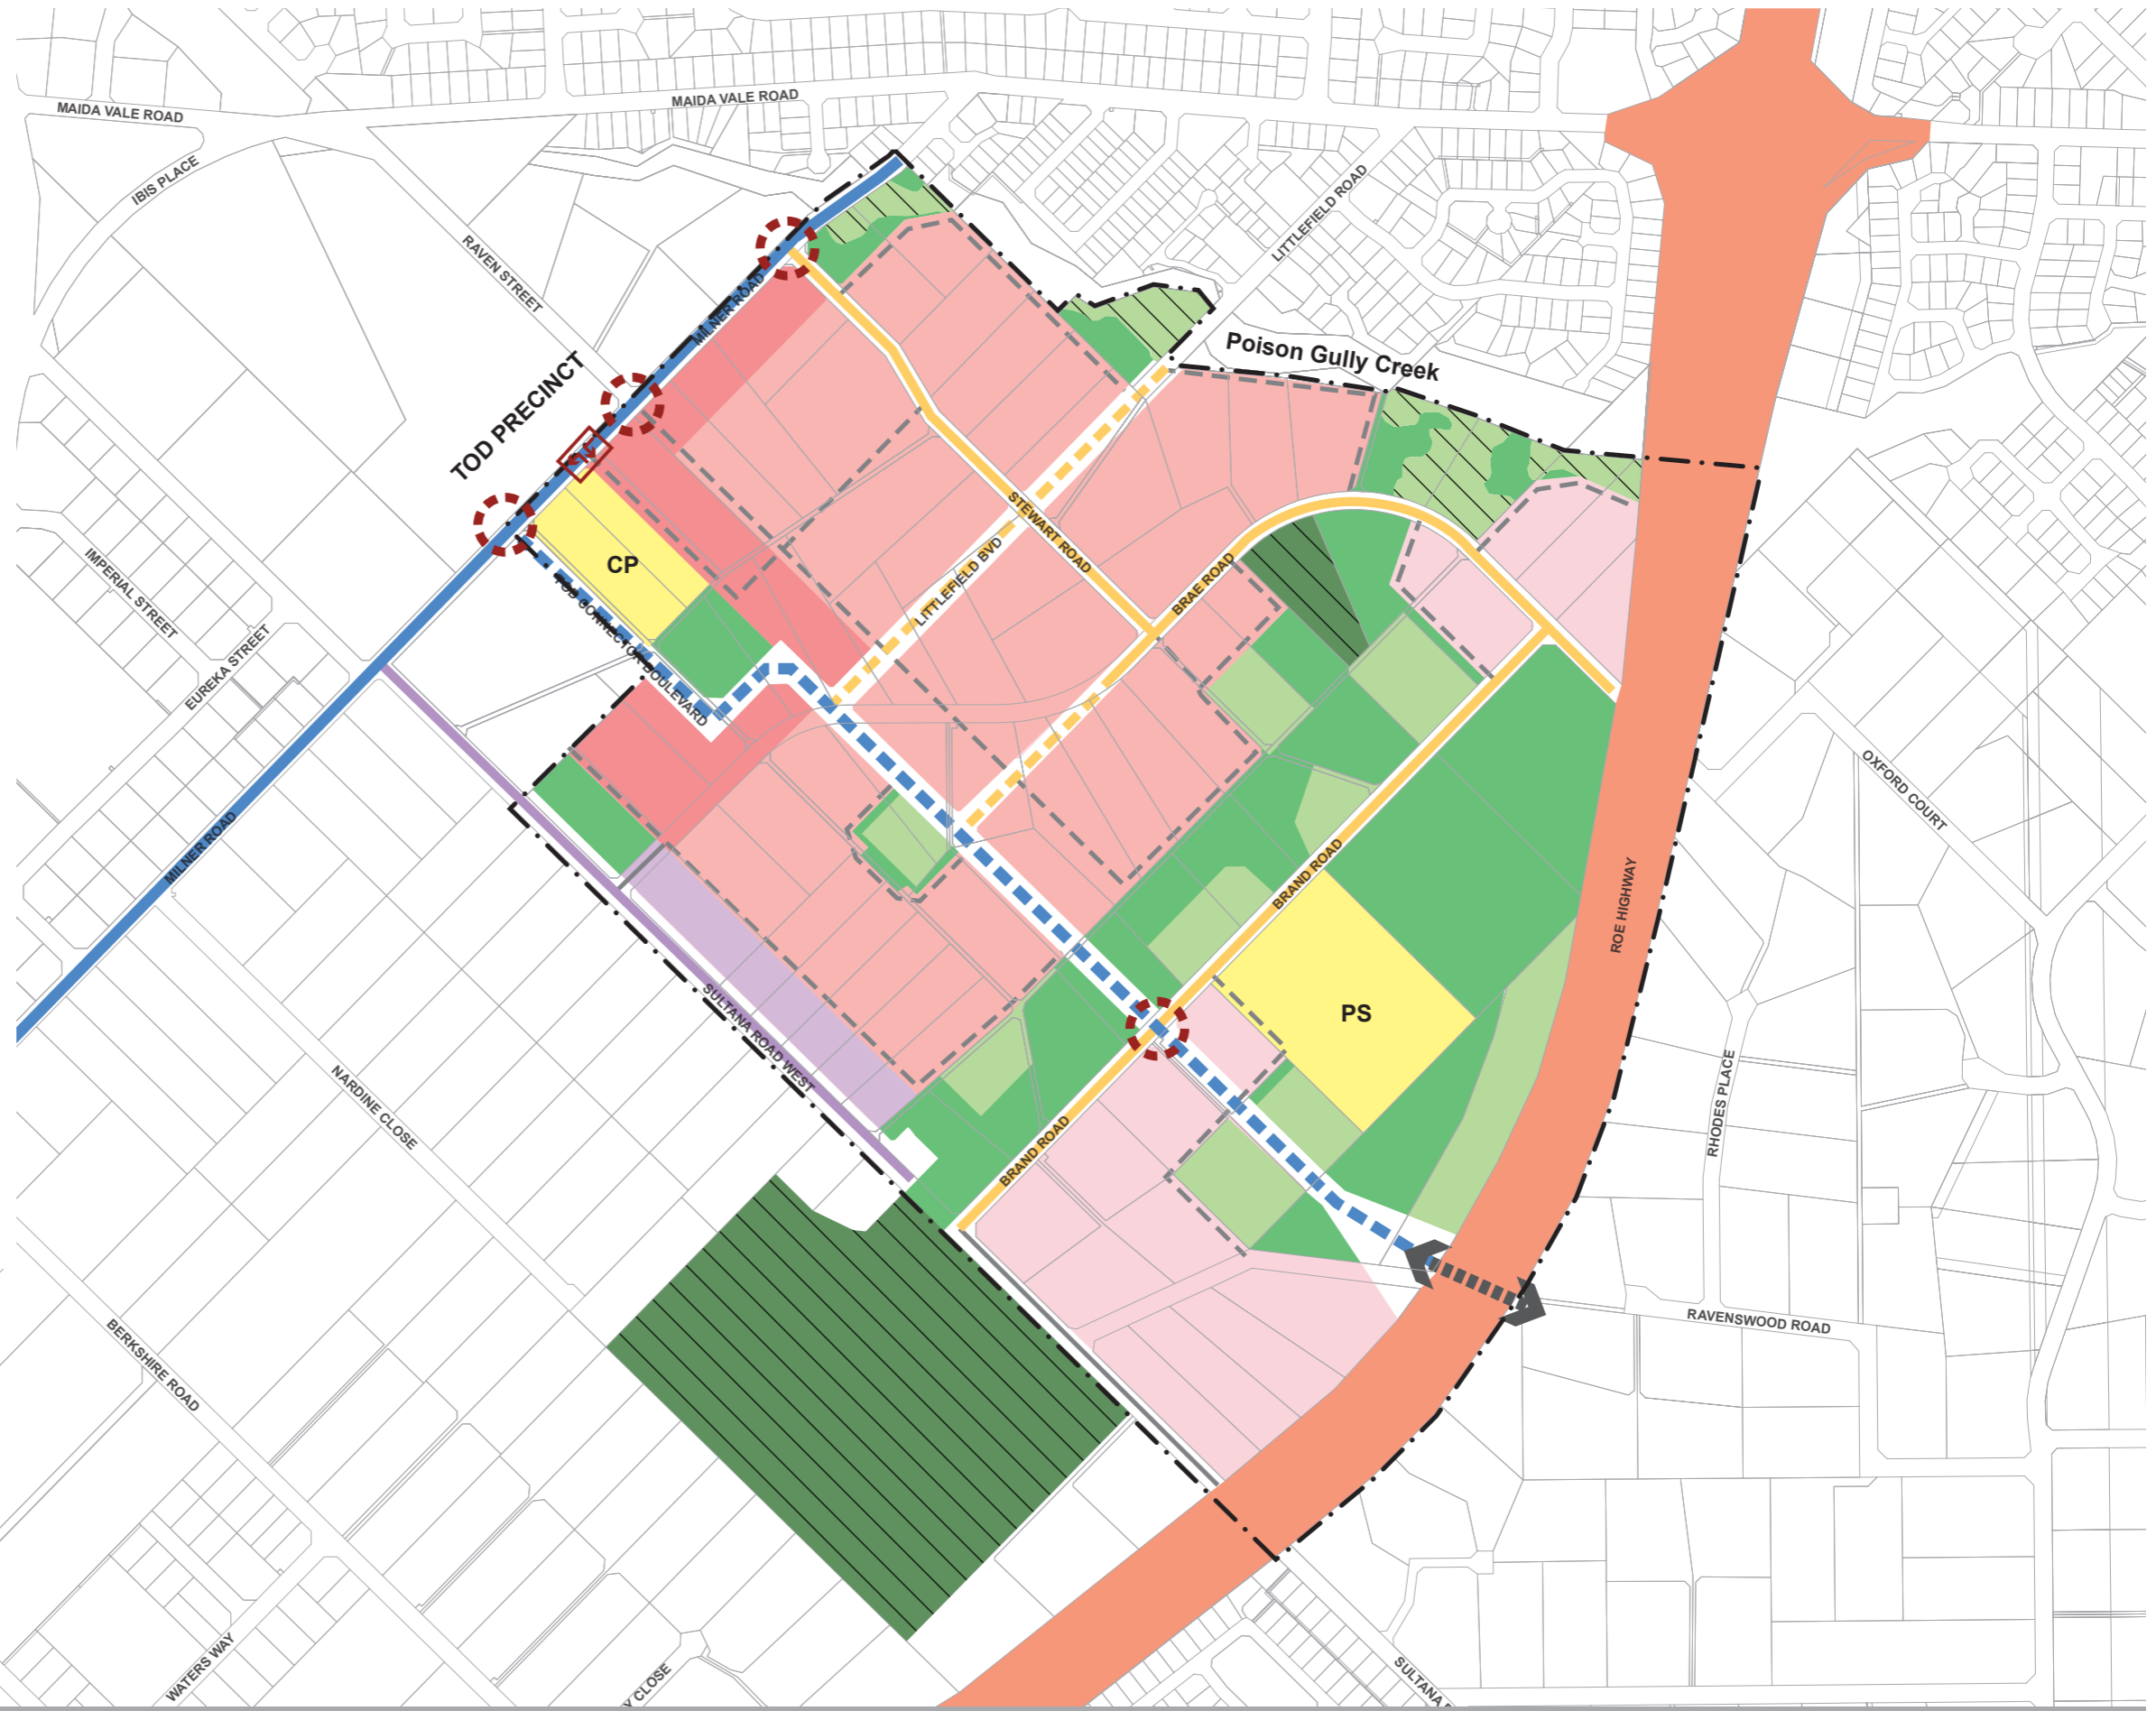 MAIDA VALE ROAD
MAIDA VALE ROAD
IBIS PLACE
RAVEN STREET
LITTLEFIELD ROAD
MILNER ROAD
Poison Gully Creek
TOD PRECINCT
STEWART ROAD
CP
LITTLEFIELD BVD
BRAE ROAD
IMPERIAL STREET
EUREKA STREET
TOD CONNECTOR BOULEVARD
OXFORD COURT
MILNER ROAD
BRAND ROAD
ROE HIGHWAY
PS
SULTANA ROAD WEST
NARDINE CLOSE
RHODES PLACE
BRAND ROAD
RAVENSWOOD ROAD
BERKSHIRE ROAD
WATERS WAY
Y CLOSE
SULTANA